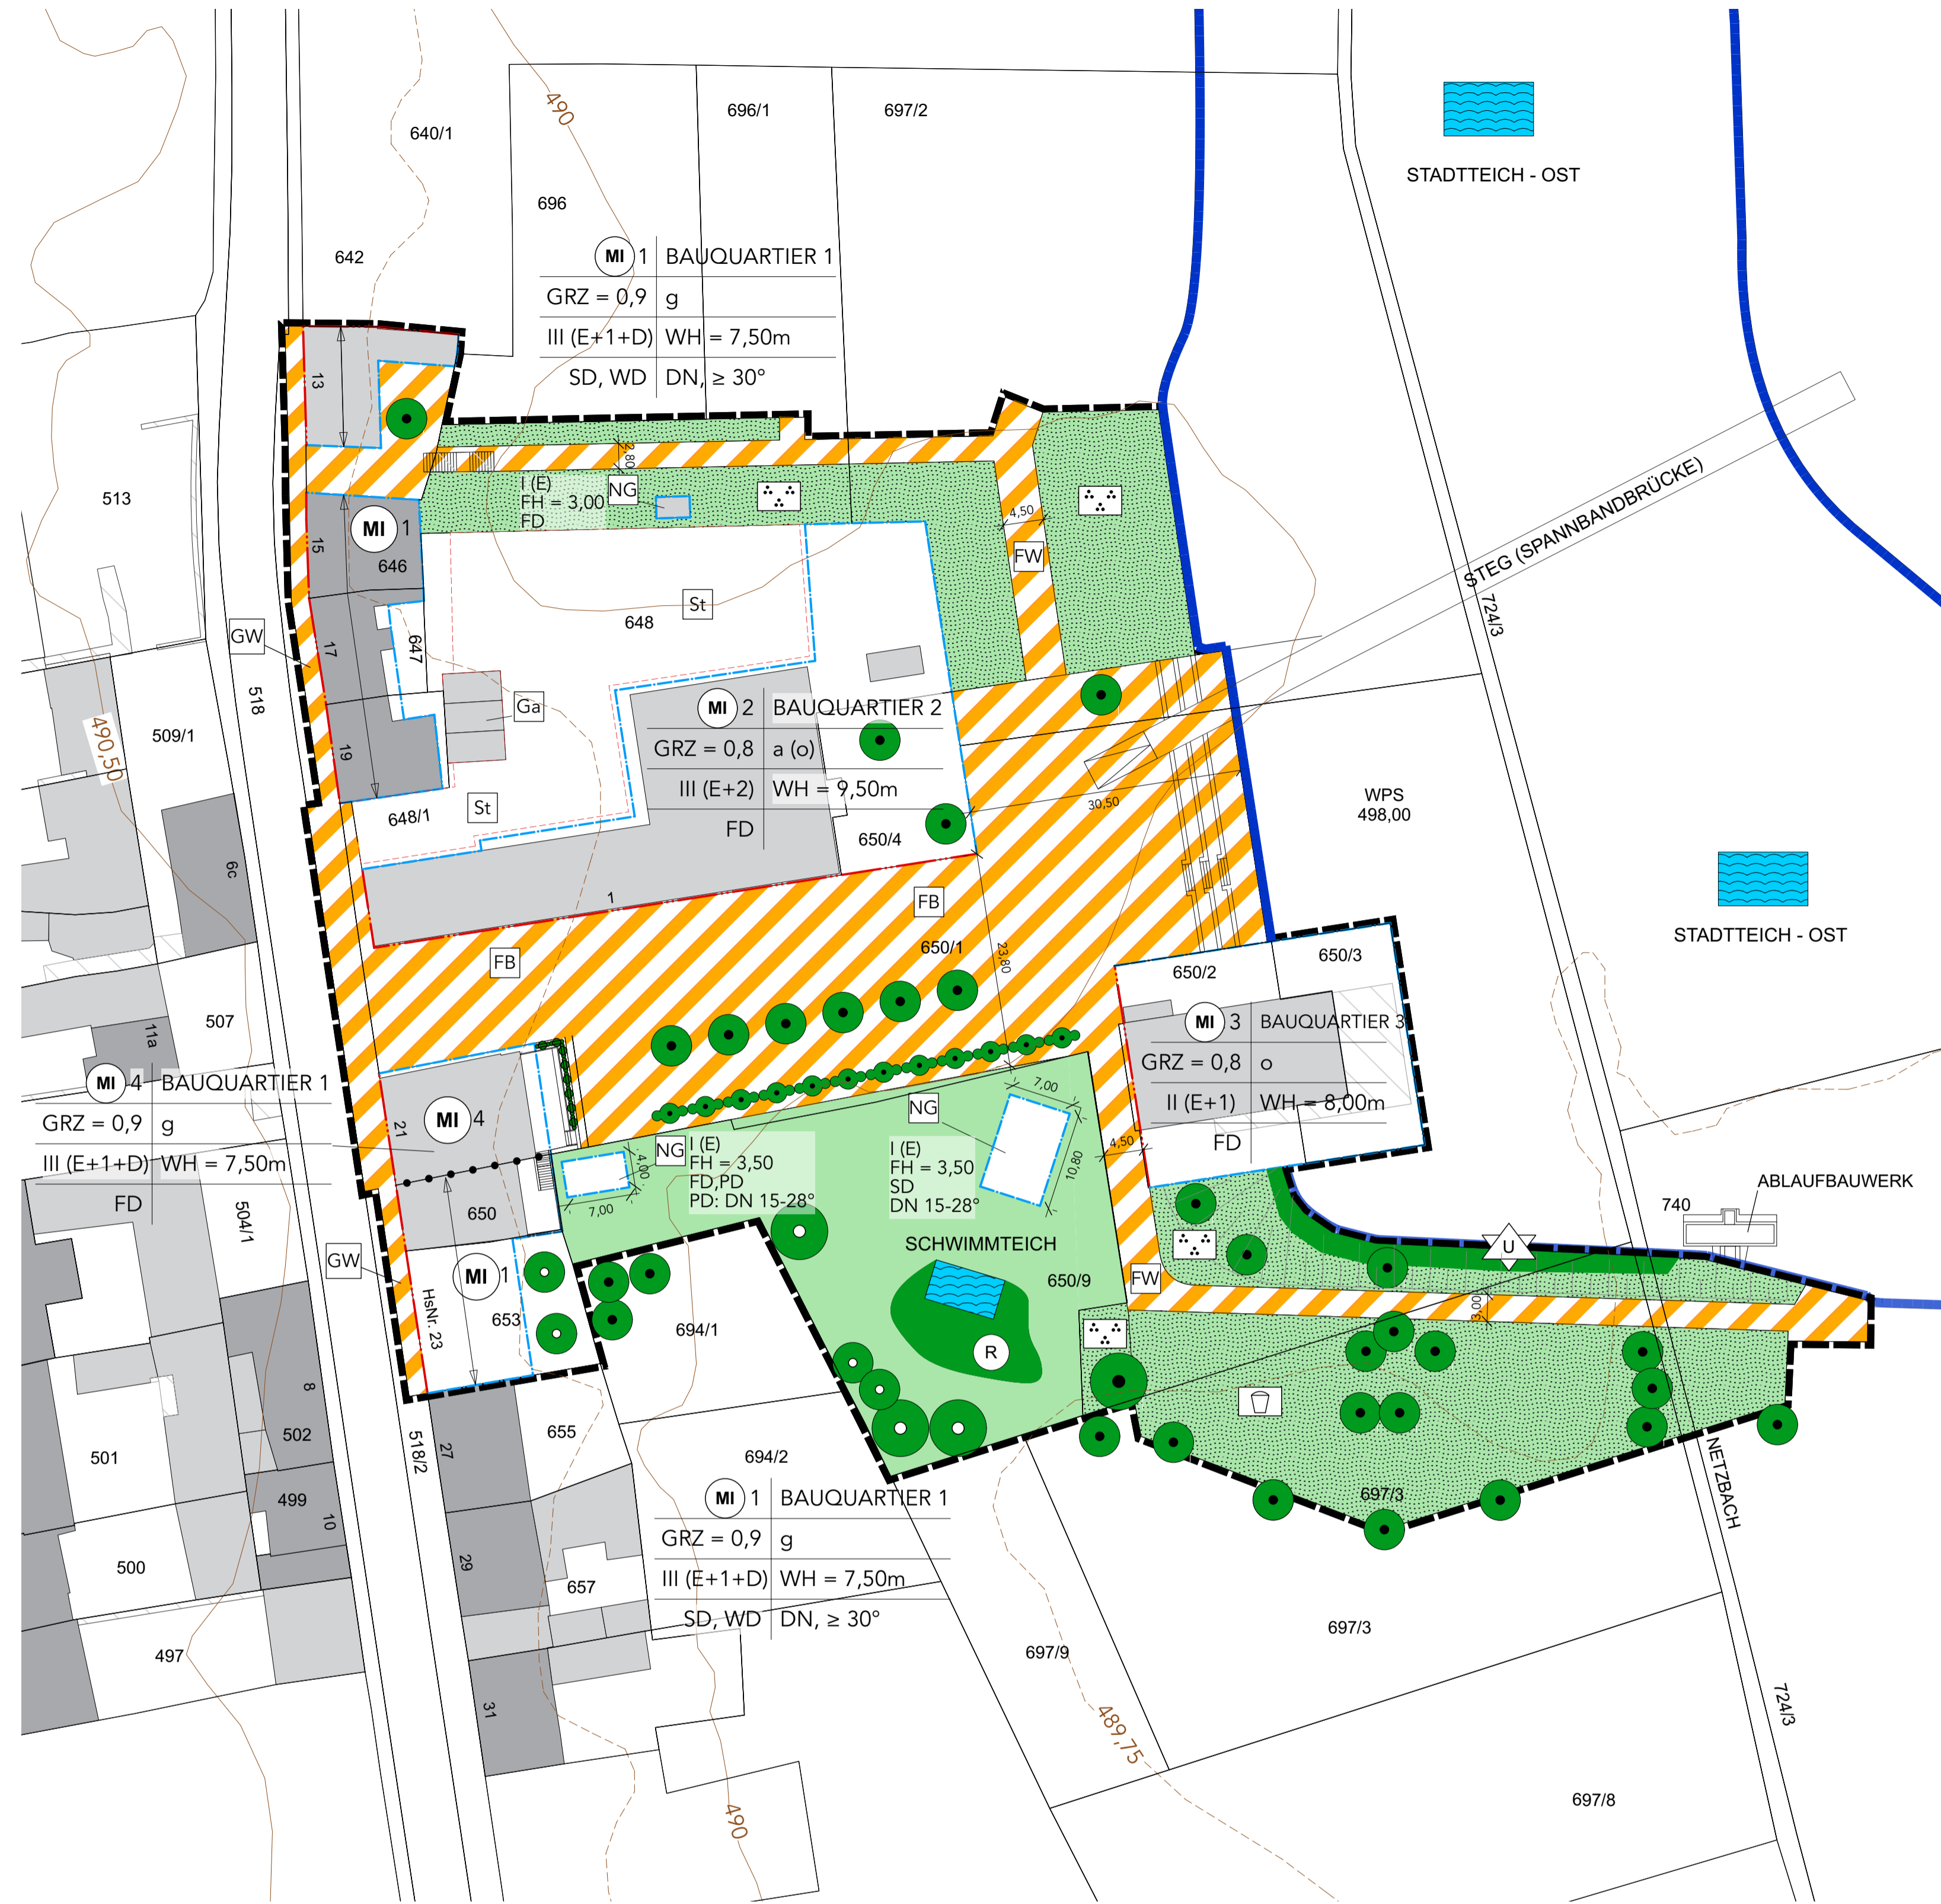 490
640/1
696/1
697/2
STADTTEICH - OST
696
642
MI 1 BAUQUARTIER 1
GRZ = 0,9 g
III (E+1+D) WH = 7,50m
SD, WD DN, ≥ 30°
13
2,80
513
I (E)
FH = 3,00
FD
NG
4,50
FW
STEG (SPANNBANDBRÜCKE)
MI 1
15
646
St
648
724/3
GW
17
647
518
Ga
490,50
509/1
19
MI 2 BAUQUARTIER 2
GRZ = 0,8 a (o)
III (E+2) WH = 9,50m
FD
St
648/1
650/4
30,50
WPS
498,00
6c
1
FB
650/1
23,80
FB
STADTTEICH - OST
650/2
650/3
507
11a
MI 3 BAUQUARTIER 3
GRZ = 0,8 o
II (E+1) WH = 8,00m
FD
MI 4 BAUQUARTIER 1
GRZ = 0,9 g
III (E+1+D) WH = 7,50m
FD
21
MI 4
7,00
NG
10,80
4,50
NG
I (E)
FH = 3,50
FD,PD
PD: DN 15-28°
4,00
7,00
I (E)
FH = 3,50
SD
DN 15-28°
504/1
650
740
ABLAUFBAUWERK
SCHWIMMTEICH
U
GW
MI 1
650/9
FW
HsNr. 23
653
694/1
3,00
R
8
502
501
518/2
27
655
694/2
NETZBACH
499
10
MI 1 BAUQUARTIER 1
GRZ = 0,9 g
III (E+1+D) WH = 7,50m
SD, WD DN, ≥ 30°
697/3
500
29
657
497
697/9
697/3
31
489,75
724/3
490
697/8